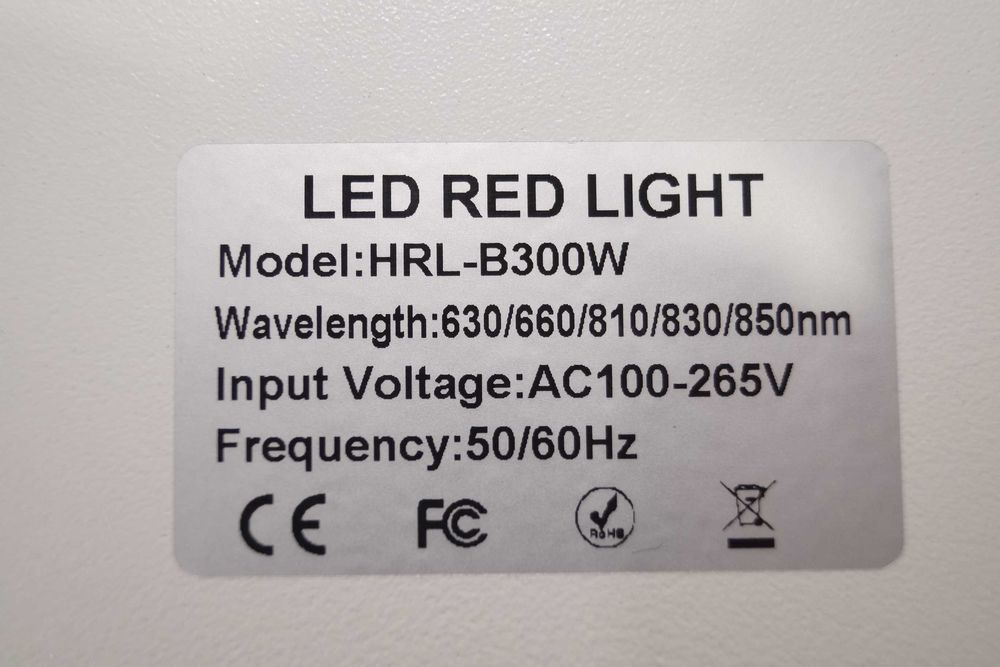 LED RED LIGHT
Model:HRL-B300W
Wavelength:630/660/810/830/850nm
Input Voltage:AC100-265V
Frequency:50/60Hz
CE FC RoHS